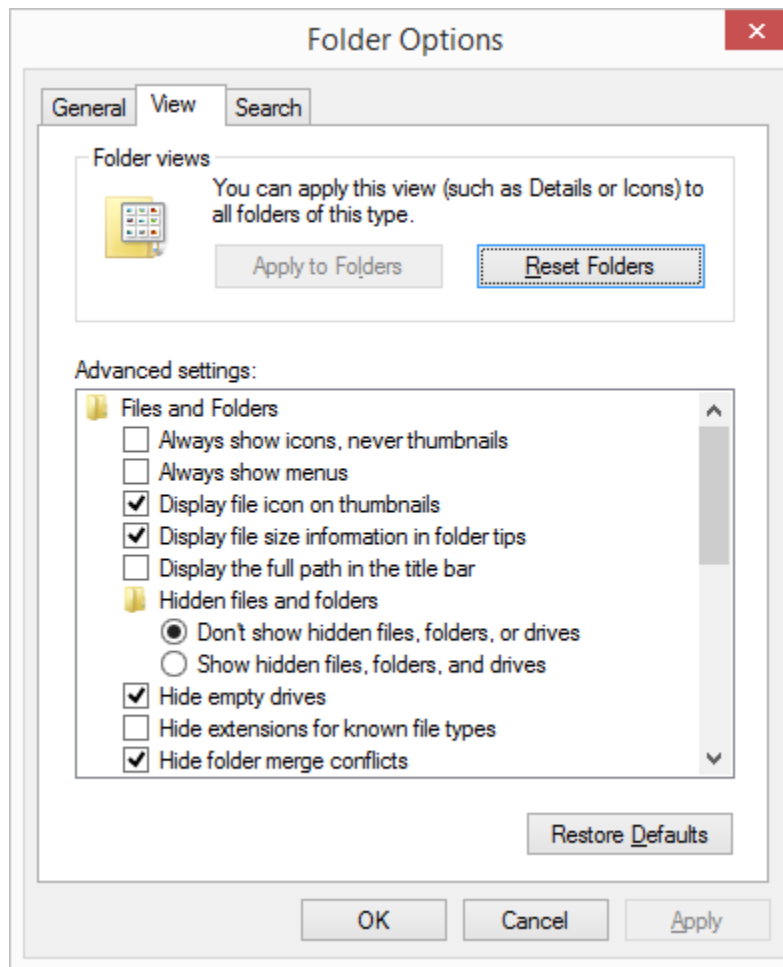 Folder Options
General View Search
Folder views
You can apply this view (such as Details or Icons) to
all folders of this type.
Apply to Folders Reset Folders
Advanced settings:
Files and Folders
Always show icons, never thumbnails
Always show menus
Display file icon on thumbnails
Display file size information in folder tips
Display the full path in the title bar
Hidden files and folders
Don't show hidden files, folders, or drives
Show hidden files, folders, and drives
Hide empty drives
Hide extensions for known file types
Hide folder merge conflicts
Restore Defaults
OK Cancel Apply